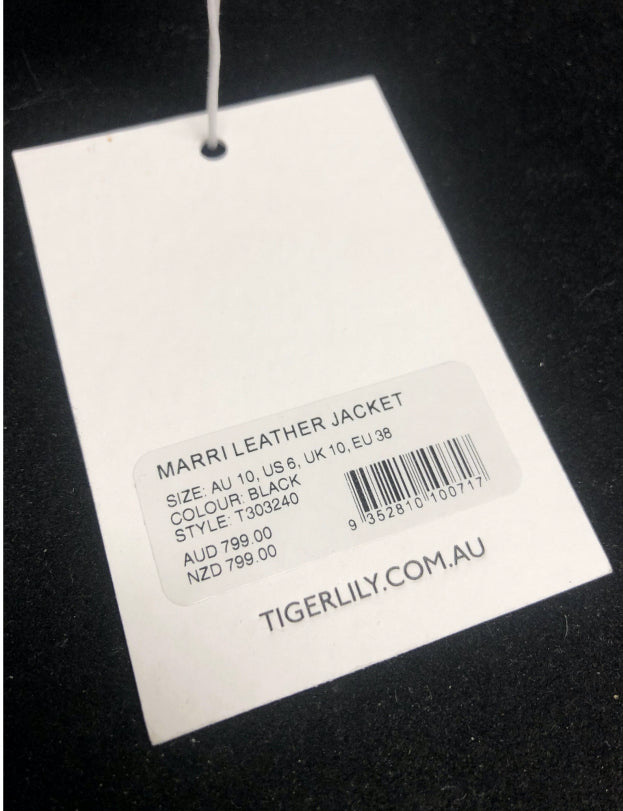 MARRI LEATHER JACKET
SIZE: AU 10, US 6, UK 10, EU 38
COLOUR: BLACK
STYLE: T303240
AUD 799.00
NZD 799.00
9 352810 100717
TIGERLILY.COM.AU